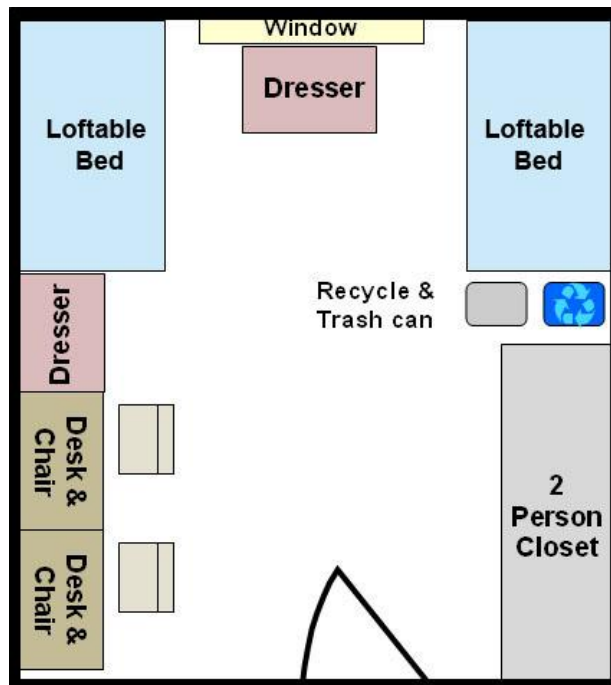 Window
Dresser
Loftable
Bed
Loftable
Bed
Recycle &
Trash can
Dresser
Desk &
Chair
Desk &
Chair
2
Person
Closet